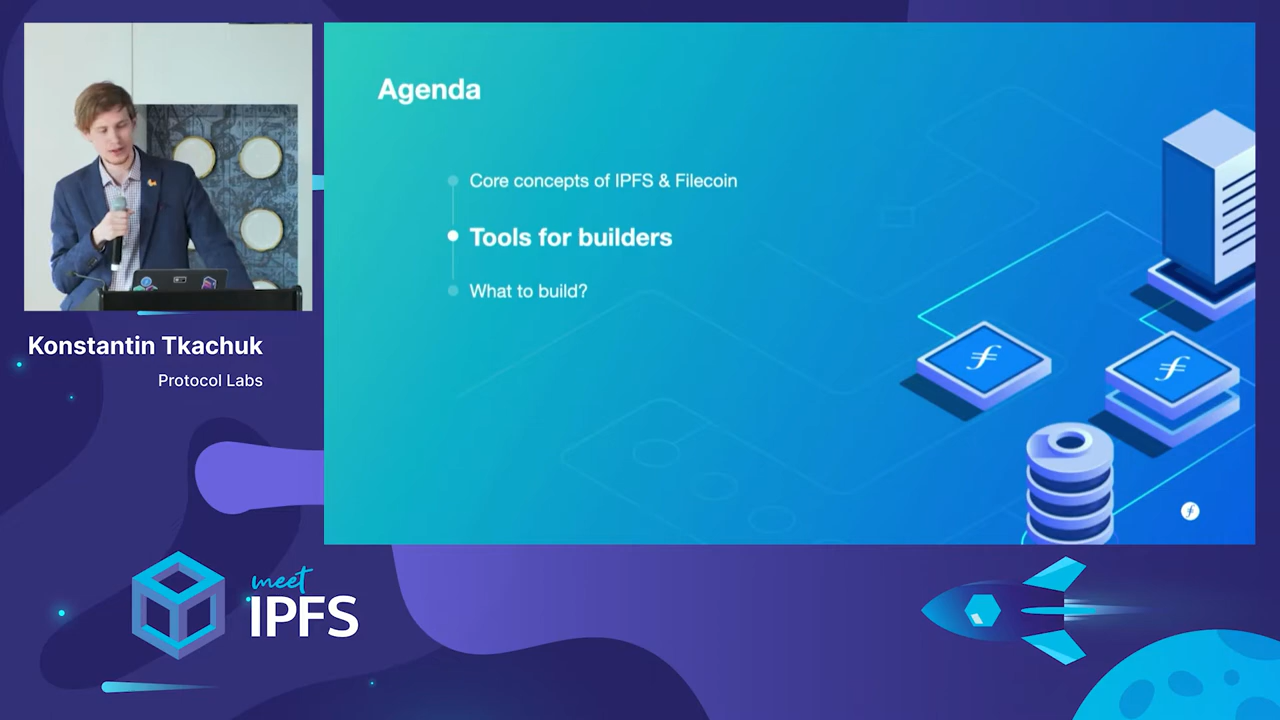 Agenda
Core concepts of IPFS & Filecoin
Tools for builders
What to build?
Konstantin Tkachuk
Protocol Labs
meet
IPFS